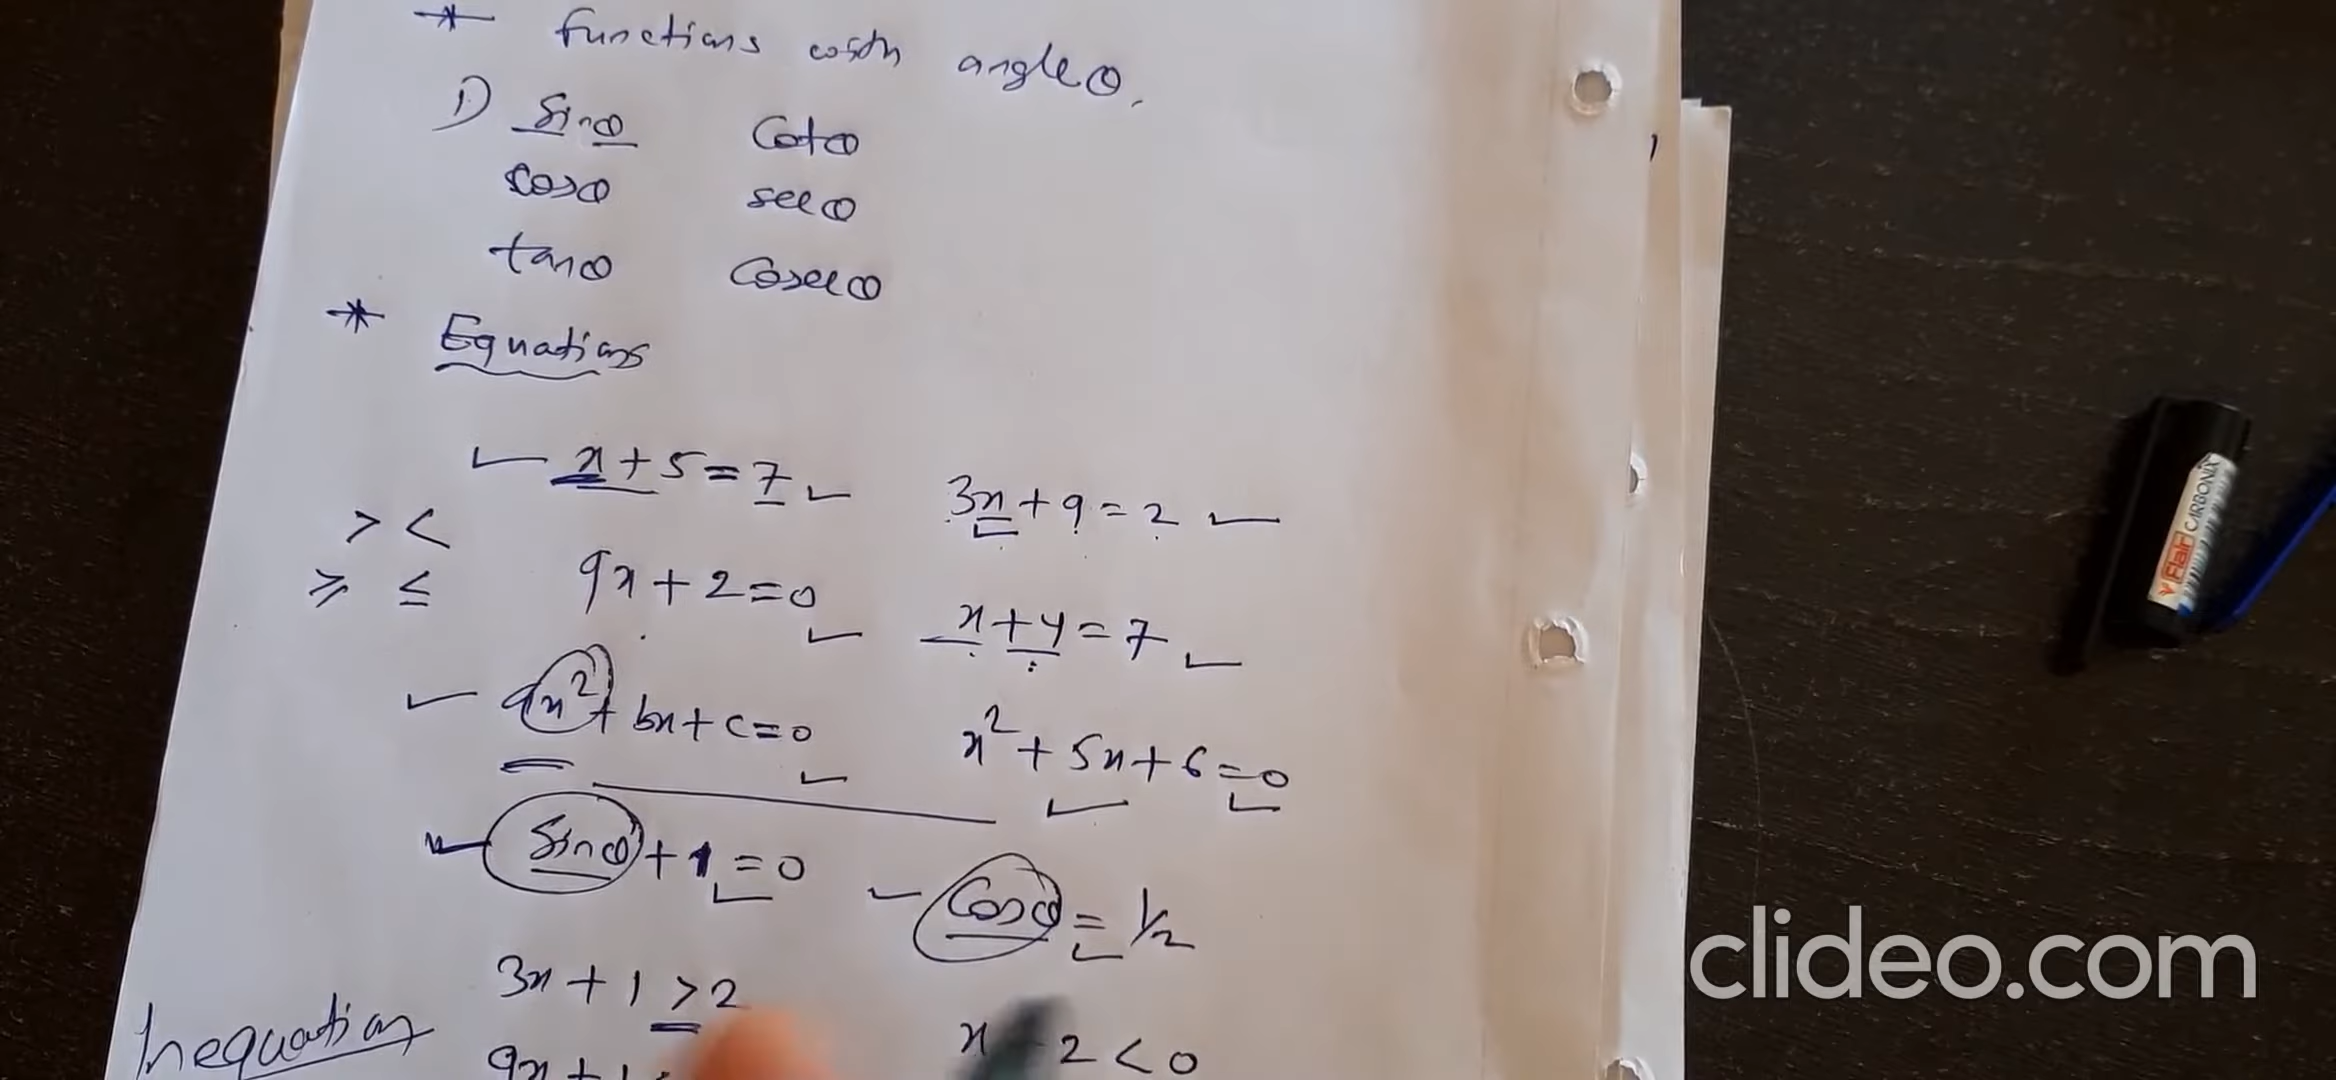 * Functions with angle θ.
1) Sinθ Cotθ
cosθ secθ
tanθ Cosecθ
* Equations
x + 5 = 7 3x + 9 = 2
> <
≥ ≤ 9x + 2 = 0 x + y = 7
ax² + bx + c = 0 x² + 5x + 6 = 0
Sinθ + 1 = 0 Cosθ = 1/2
3x + 1 > 2
Inequation x 2 < 0
9x + 1
Flair CARBONIX
clideo.com